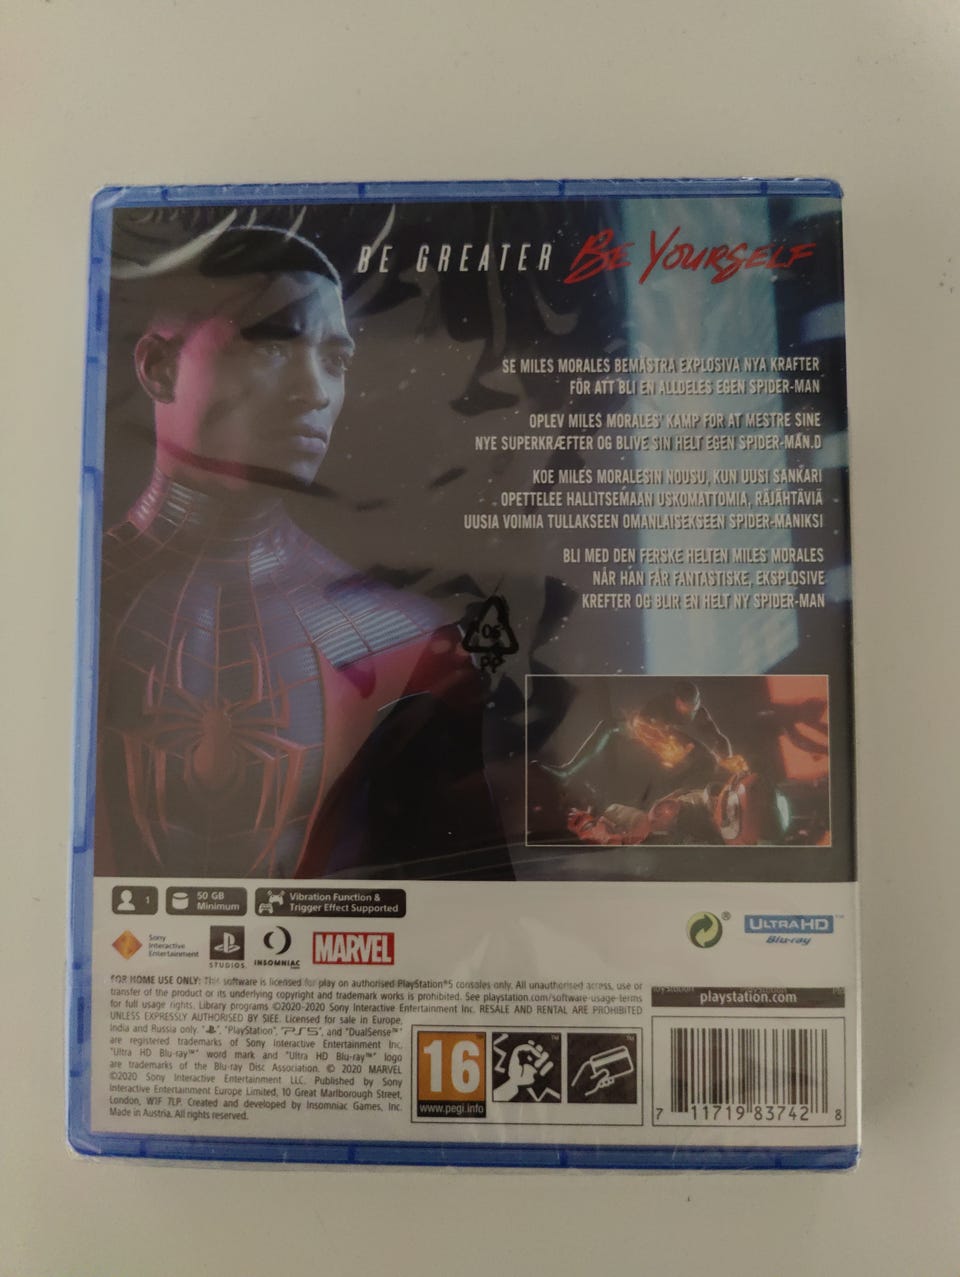 BE GREATER BE YOURSELF
SE MILES MORALES BEMÄSTRA EXPLOSIVA NYA KRAFTER
FÖR ATT BLI EN ALLDELES EGEN SPIDER-MAN
OPLEV MILES MORALES' KAMP FOR AT MESTRE SINE
NYE SUPERKRÆFTER OG BLIVE SIN HELT EGEN SPIDER-MAN.D
KOE MILES MORALESIN NOUSU, KUN UUSI SANKARI
OPETTELEE HALLITSEMAAN USKOMATTOMIA, RÄJÄHTÄVIÄ
UUSIA VOIMIA TULLAKSEEN OMANLAISEKSEEN SPIDER-MANIKSI
BLI MED DEN FERSKE HELTEN MILES MORALES
NÅR HAN FÅR FANTASTISKE, EKSPLOSIVE
KREFTER OG BLIR EN HELT NY SPIDER-MAN
06
PP
1
50 GB
Minimum
Vibration Function &
Trigger Effect Supported
Sony
Interactive
Entertainment
STUDIOS
INSOMNIAC
MARVEL
®
ULTRA HD™
Blu-ray
FOR HOME USE ONLY: This software is licensed for play on authorised PlayStation®5 consoles only. All unauthorised access, use or
transfer of the product or its underlying copyright and trademark works is prohibited. See playstation.com/software-usage-terms
for full usage rights. Library programs ©2020-2020 Sony Interactive Entertainment Inc. RESALE AND RENTAL ARE PROHIBITED
UNLESS EXPRESSLY AUTHORISED BY SIEE. Licensed for sale in Europe,
India and Russia only. "PlayStation", "PS5", and "DualSense™"
are registered trademarks of Sony Interactive Entertainment Inc.
"Ultra HD Blu-ray™" word mark and "Ultra HD Blu-ray™" logo
are trademarks of the Blu-ray Disc Association. © 2020 MARVEL
©2020 Sony Interactive Entertainment LLC. Published by Sony
Interactive Entertainment Europe Limited, 10 Great Marlborough Street,
London, W1F 7LP. Created and developed by Insomniac Games, Inc.
Made in Austria. All rights reserved.
playstation.com
16
www.pegi.info
7 11719 83742 8